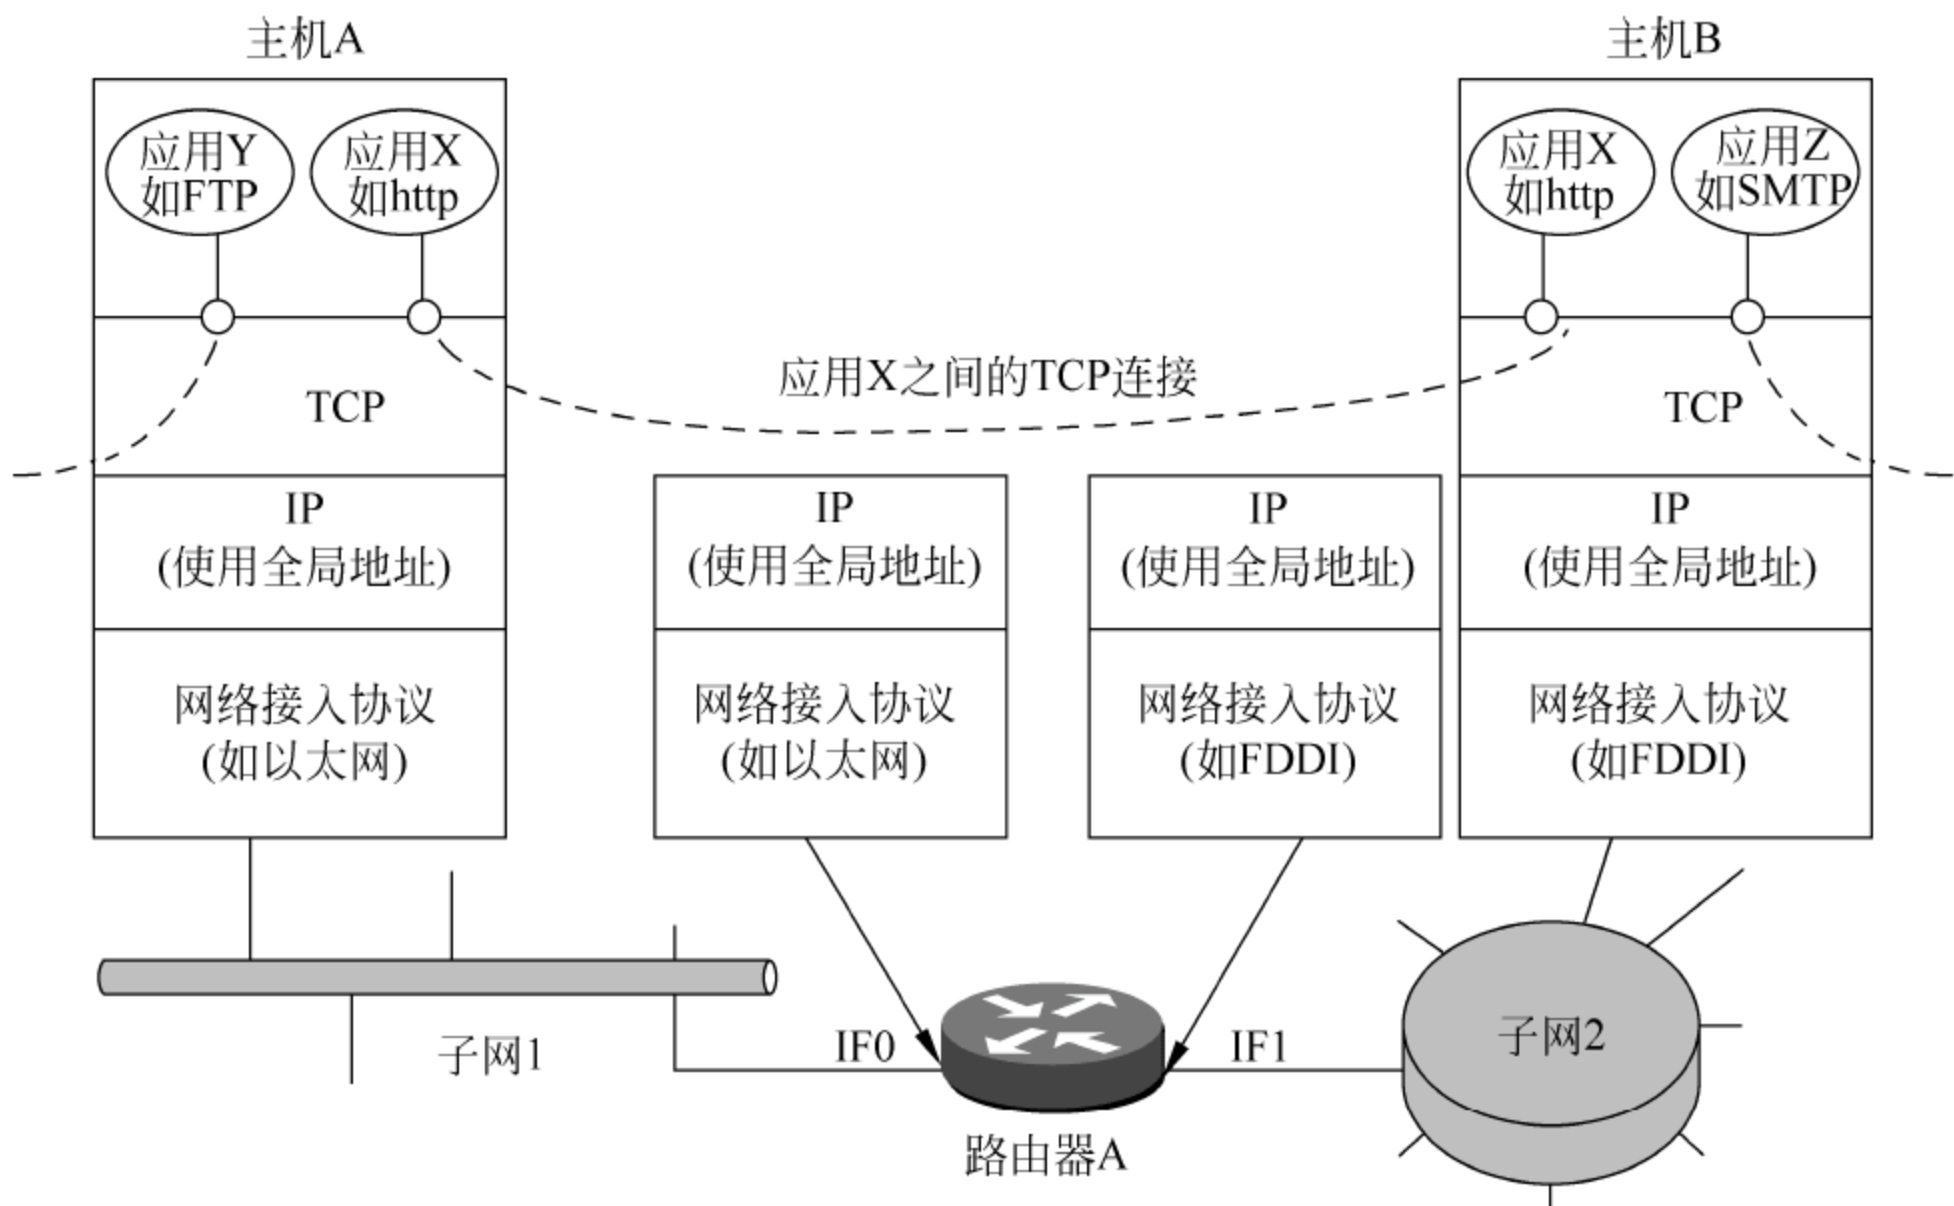 主机A
主机B
应用Y
如FTP
应用X
如http
应用X
如http
应用Z
如SMTP
应用X之间的TCP连接
TCP
TCP
IP
(使用全局地址)
IP
(使用全局地址)
IP
(使用全局地址)
IP
(使用全局地址)
网络接入协议
(如以太网)
网络接入协议
(如以太网)
网络接入协议
(如FDDI)
网络接入协议
(如FDDI)
子网1
IF0
IF1
子网2
路由器A